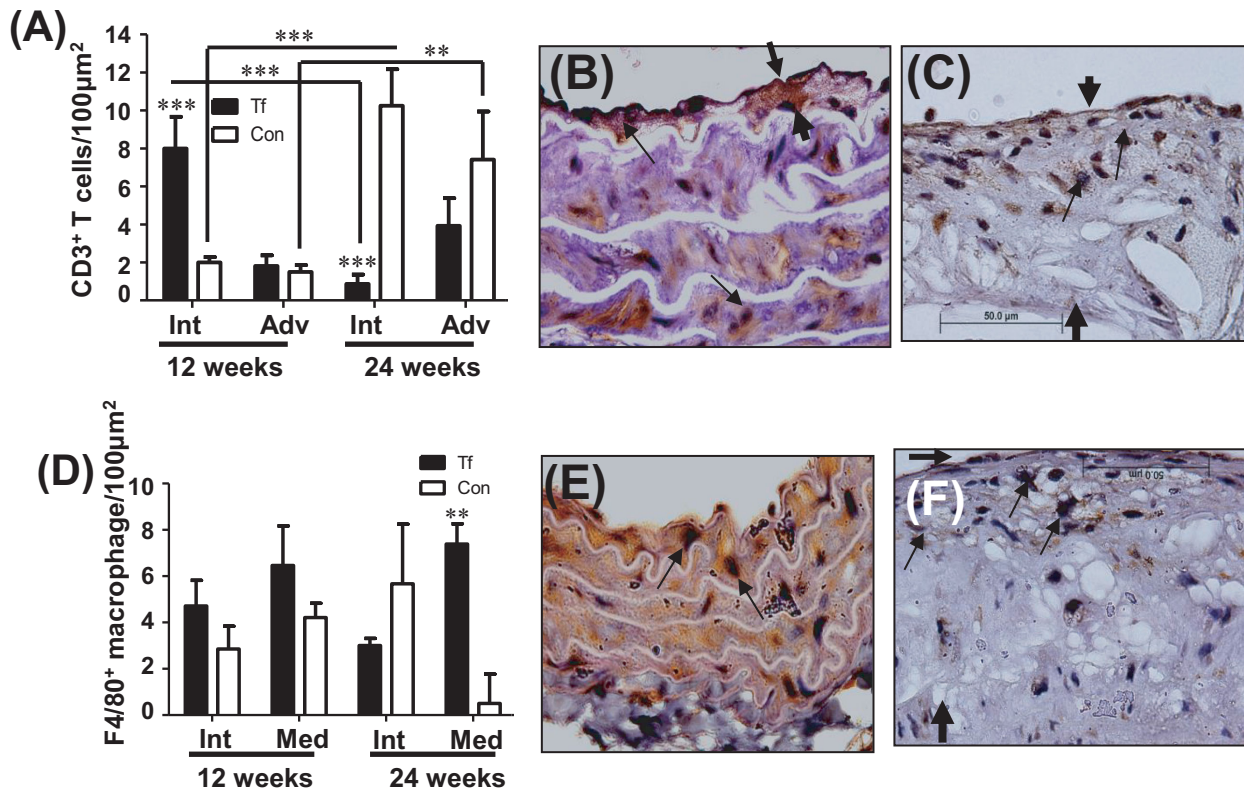 (A)
CD3⁺ T cells/100µm²
14
12
10
8
6
4
2
0
***
**
***
***
***
Tf
Con
Int Adv Int Adv
12 weeks 24 weeks
(B)
(C)
50.0 µm
(D)
F4/80⁺ macrophage/100µm²
10
8
6
4
2
0
Tf
Con
**
Int Med Int Med
12 weeks 24 weeks
(E)
(F)
50.0 µm